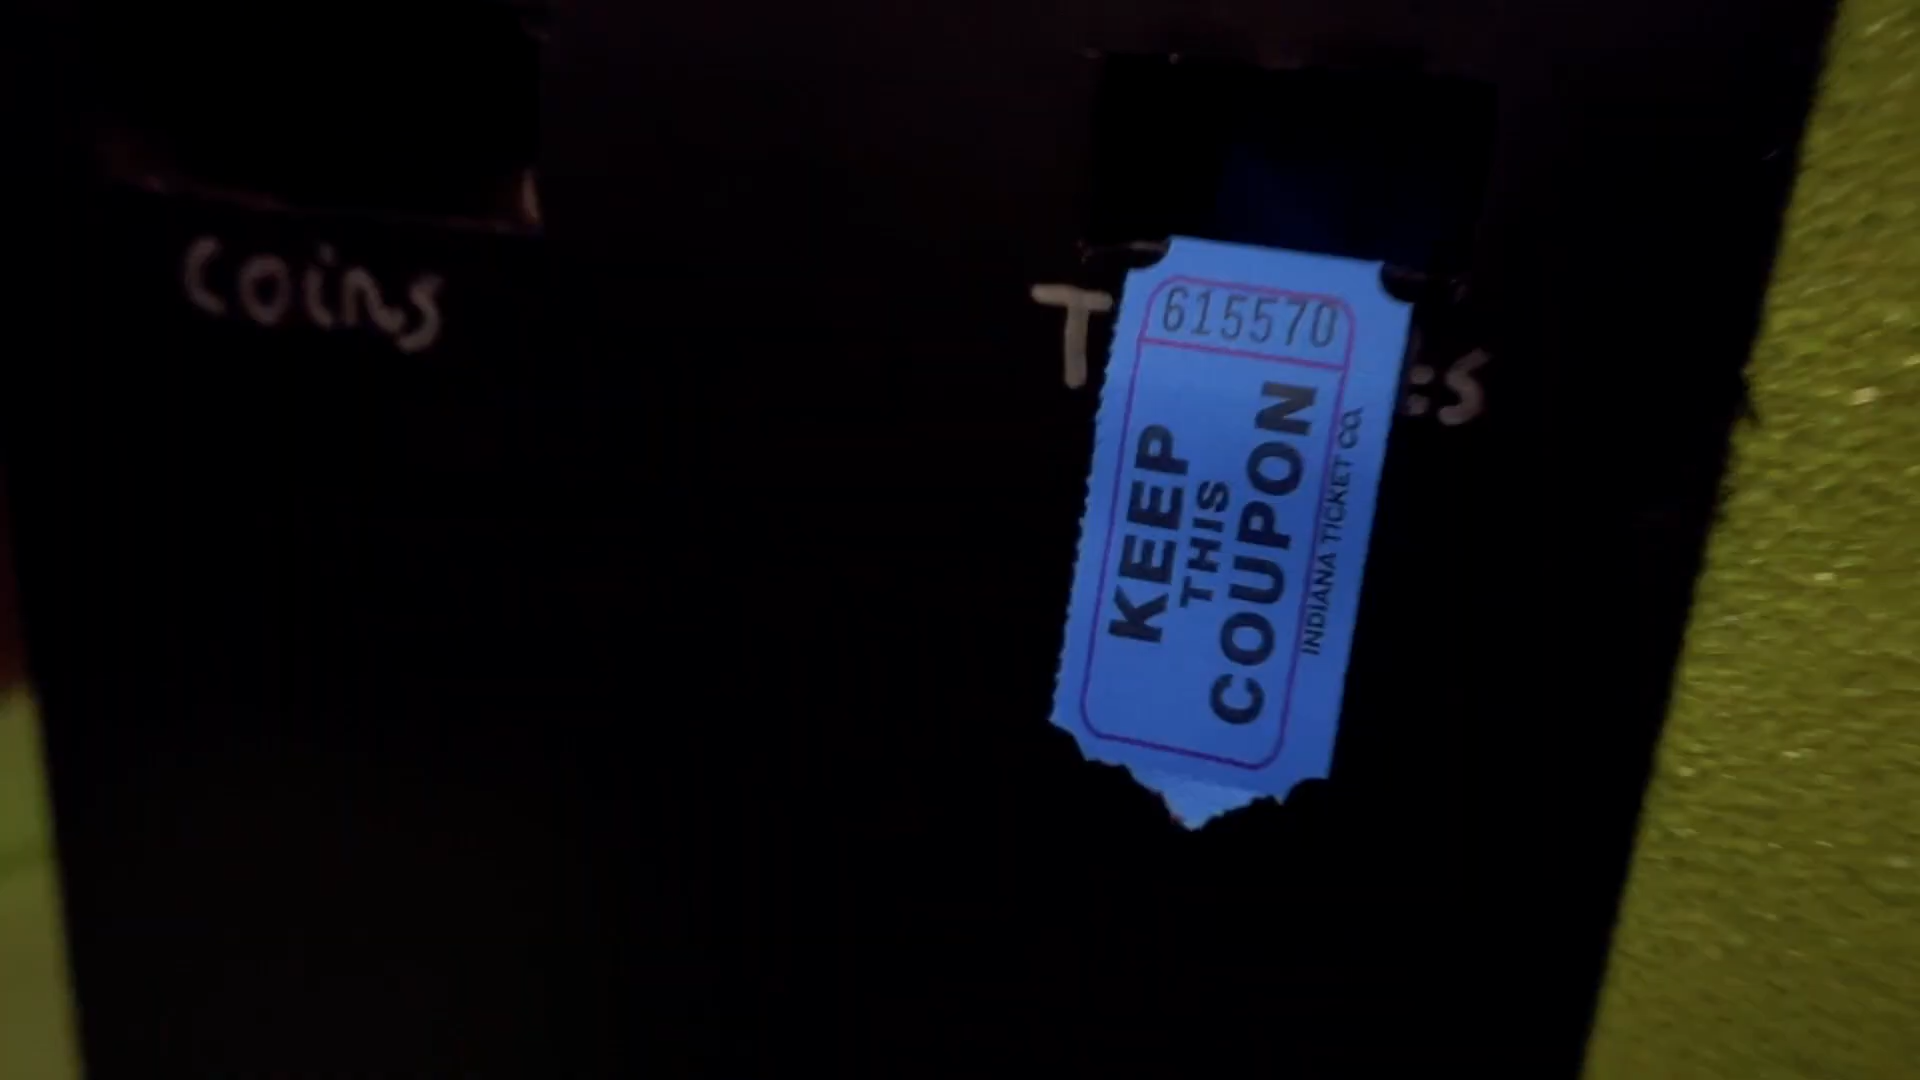 coins
615570
KEEP
THIS
COUPON
INDIANA TICKET CO.